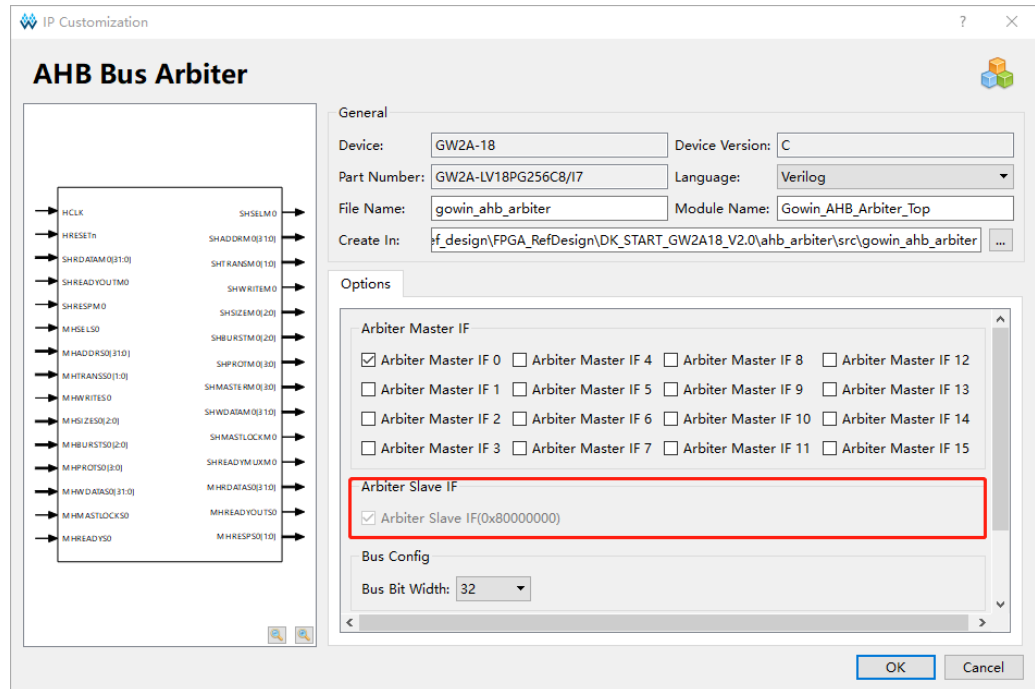 IP Customization
?
AHB Bus Arbiter
HCLK
HRESETn
SHRDATAM0[31:0]
SHREADYOUTM0
SHRESPM0
MHSELS0
MHADDRS0[31:0]
MHTRANSS0[1:0]
MHWRITES0
MHSIZES0[2:0]
MHBURSTS0[2:0]
MHPROTS0[3:0]
MHWDATAS0[31:0]
MHMASTLOCKS0
MHREADYS0
SHSELM0
SHADDRM0[31:0]
SHTRANSM0[1:0]
SHWRITEM0
SHSIZEM0[2:0]
SHBURSTM0[2:0]
SHPROTM0[3:0]
SHMASTERM0[3:0]
SHWDATAM0[31:0]
SHMASTLOCKM0
SHREADYMUXM0
MHRDATAS0[31:0]
MHREADYOUTS0
MHRESPS0[1:0]
General
Device: GW2A-18 Device Version: C
Part Number: GW2A-LV18PG256C8/I7 Language: Verilog
File Name: gowin_ahb_arbiter Module Name: Gowin_AHB_Arbiter_Top
Create In: ef_design\FPGA_RefDesign\DK_START_GW2A18_V2.0\ahb_arbiter\src\gowin_ahb_arbiter ...
Options
Arbiter Master IF
Arbiter Master IF 0 Arbiter Master IF 4 Arbiter Master IF 8 Arbiter Master IF 12
Arbiter Master IF 1 Arbiter Master IF 5 Arbiter Master IF 9 Arbiter Master IF 13
Arbiter Master IF 2 Arbiter Master IF 6 Arbiter Master IF 10 Arbiter Master IF 14
Arbiter Master IF 3 Arbiter Master IF 7 Arbiter Master IF 11 Arbiter Master IF 15
Arbiter Slave IF
Arbiter Slave IF(0x80000000)
Bus Config
Bus Bit Width: 32
OK Cancel